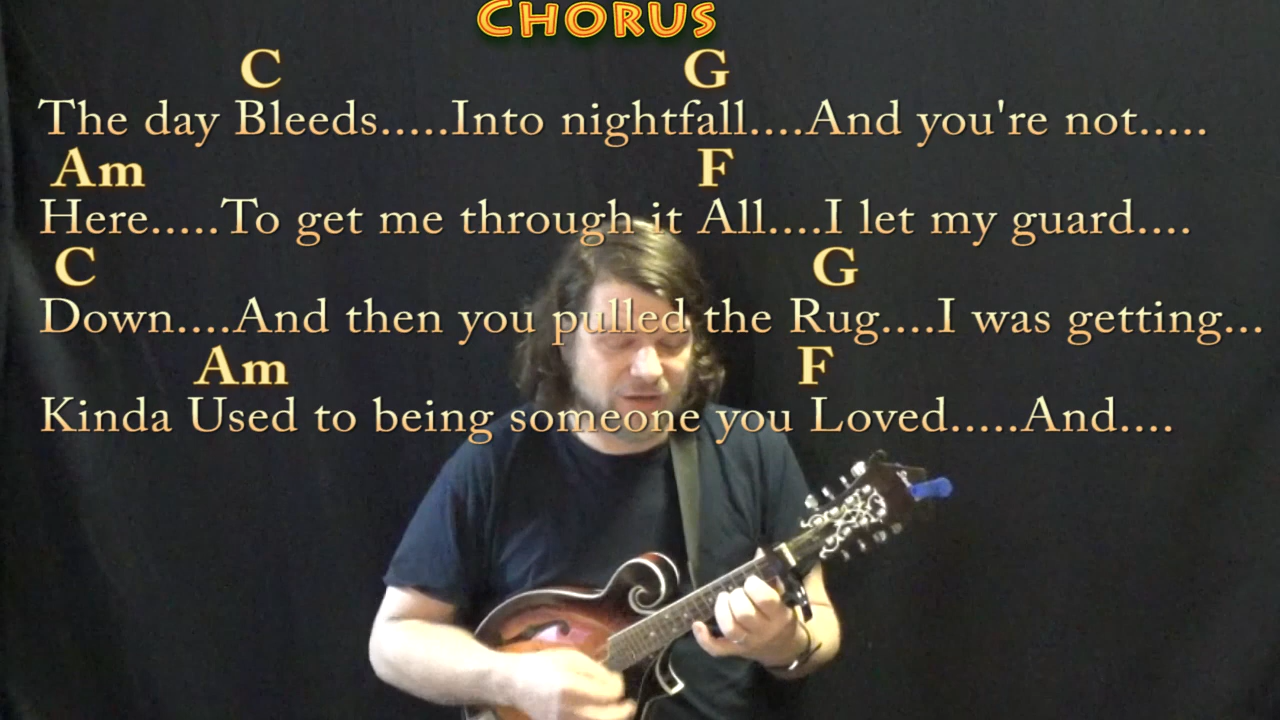 CHORUS
C G
The day Bleeds.....Into nightfall....And you're not.....
Am F
Here.....To get me through it All....I let my guard....
C G
Down....And then you pulled the Rug....I was getting...
Am F
Kinda Used to being someone you Loved.....And....